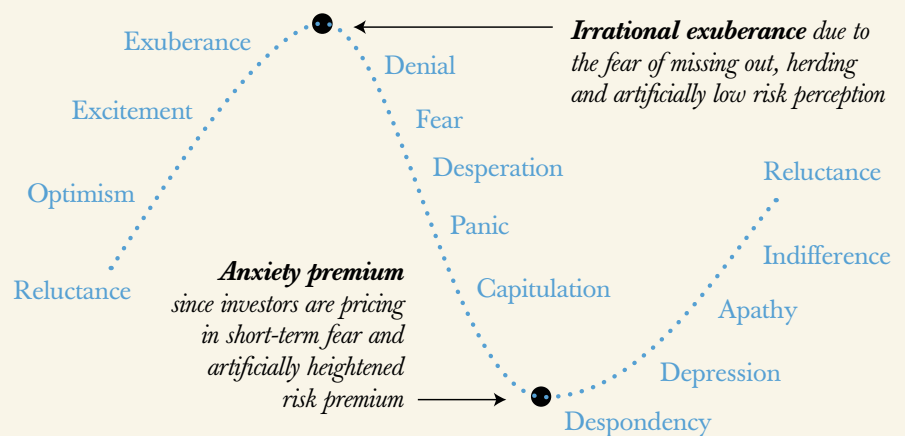 Exuberance
Excitement
Optimism
Reluctance
Irrational exuberance due to
the fear of missing out, herding
and artificially low risk perception
Denial
Fear
Desperation
Panic
Capitulation
Anxiety premium
since investors are pricing
in short-term fear and
artificially heightened
risk premium
Despondency
Depression
Apathy
Indifference
Reluctance